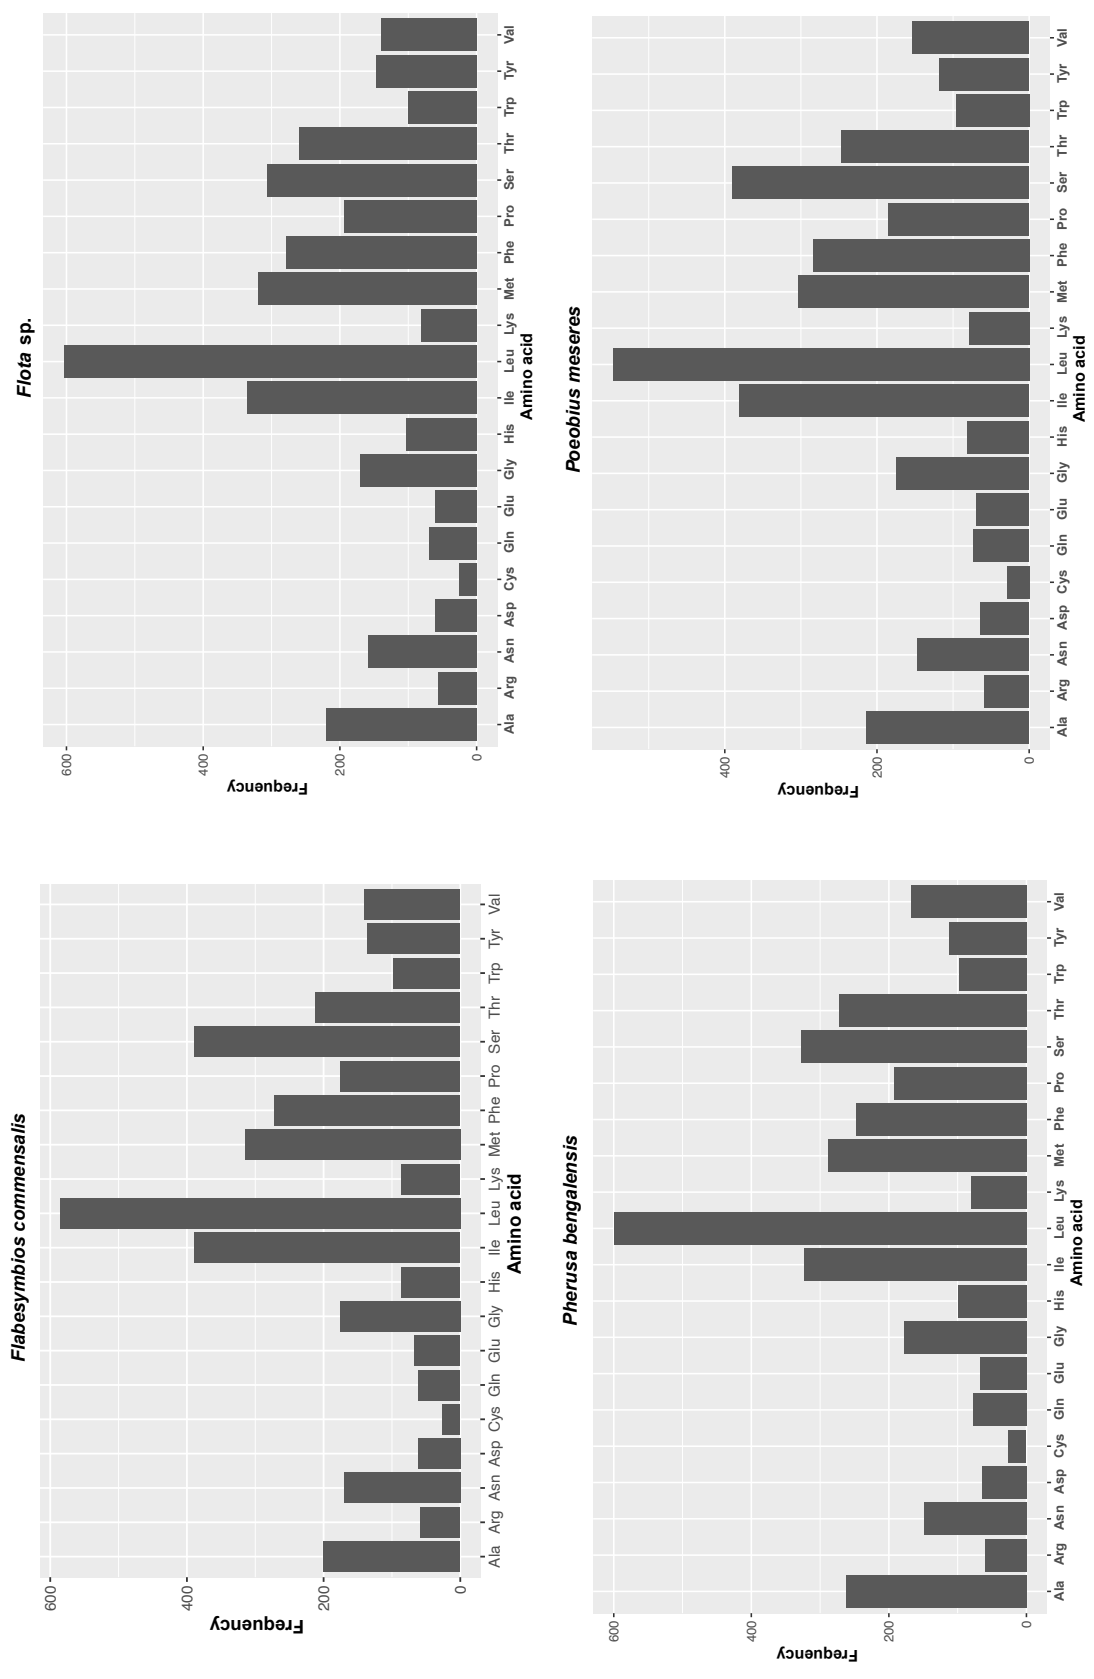 Flabesymbios commensalis
600
400
200
0
Frequency
Ala Arg Asn Asp Cys Gln Glu Gly His Ile Leu Lys Met Phe Pro Ser Thr Trp Tyr Val
Amino acid
Flota sp.
600
400
200
0
Frequency
Ala Arg Asn Asp Cys Gln Glu Gly His Ile Leu Lys Met Phe Pro Ser Thr Trp Tyr Val
Amino acid
Pherusa bengalensis
600
400
200
0
Frequency
Ala Arg Asn Asp Cys Gln Glu Gly His Ile Leu Lys Met Phe Pro Ser Thr Trp Tyr Val
Amino acid
Poeobius meseres
400
200
0
Frequency
Ala Arg Asn Asp Cys Gln Glu Gly His Ile Leu Lys Met Phe Pro Ser Thr Trp Tyr Val
Amino acid